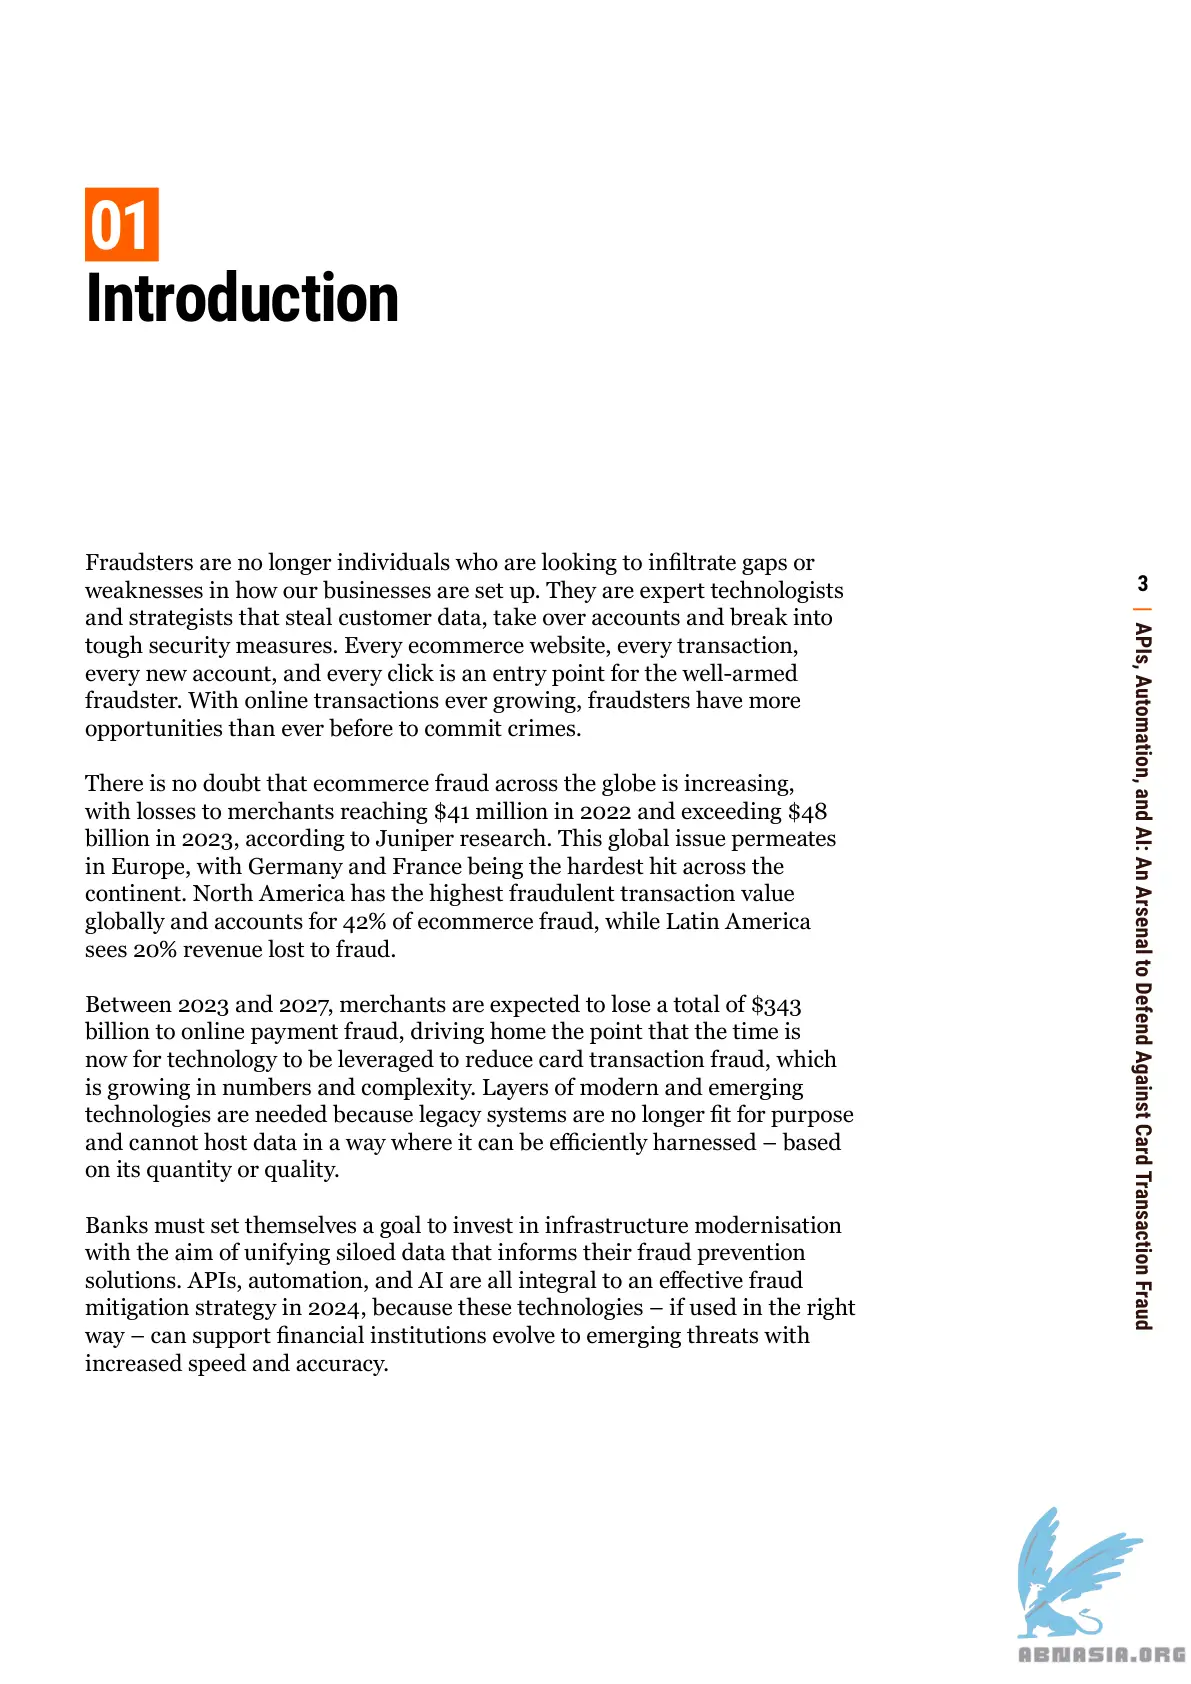 01
Introduction
Fraudsters are no longer individuals who are looking to infiltrate gaps or
weaknesses in how our businesses are set up. They are expert technologists
and strategists that steal customer data, take over accounts and break into
tough security measures. Every ecommerce website, every transaction,
every new account, and every click is an entry point for the well-armed
fraudster. With online transactions ever growing, fraudsters have more
opportunities than ever before to commit crimes.
There is no doubt that ecommerce fraud across the globe is increasing,
with losses to merchants reaching $41 million in 2022 and exceeding $48
billion in 2023, according to Juniper research. This global issue permeates
in Europe, with Germany and France being the hardest hit across the
continent. North America has the highest fraudulent transaction value
globally and accounts for 42% of ecommerce fraud, while Latin America
sees 20% revenue lost to fraud.
Between 2023 and 2027, merchants are expected to lose a total of $343
billion to online payment fraud, driving home the point that the time is
now for technology to be leveraged to reduce card transaction fraud, which
is growing in numbers and complexity. Layers of modern and emerging
technologies are needed because legacy systems are no longer fit for purpose
and cannot host data in a way where it can be efficiently harnessed – based
on its quantity or quality.
Banks must set themselves a goal to invest in infrastructure modernisation
with the aim of unifying siloed data that informs their fraud prevention
solutions. APIs, automation, and AI are all integral to an effective fraud
mitigation strategy in 2024, because these technologies – if used in the right
way – can support financial institutions evolve to emerging threats with
increased speed and accuracy.
3 | APIs, Automation, and AI: An Arsenal to Defend Against Card Transaction Fraud
ABNASIA.ORG